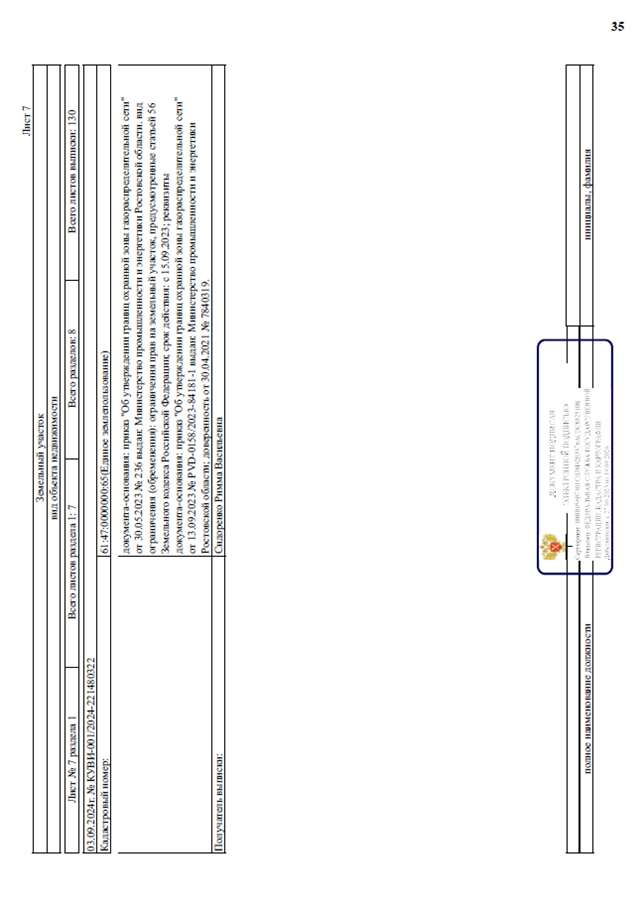 35
Лист 7
Земельный участок
вид объекта недвижимости
Лист № 7 раздела 1 Всего листов раздела 1: 7 Всего разделов: 8 Всего листов выписки: 130
03.09.2024г. № КУВИ-001/2024-221480322
Кадастровый номер: 61:47:0000000:65(Единое землепользование)
документа-основания: приказ "Об утверждении границ охранной зоны газораспределительной сети"
от 30.05.2023 № 236 выдан: Министерство промышленности и энергетики Ростовской области. вид
ограничения (обременения): ограничения прав на земельный участок, предусмотренные статьей 56
Земельного кодекса Российской Федерации; срок действия: с 15.09.2023; реквизиты
документа-основания: приказ "Об утверждении границ охранной зоны газораспределительной сети"
от 13.09.2023 № PVD-0158/2023-84181-1 выдан: Министерство промышленности и энергетики
Ростовской области; доверенность от 30.04.2021 № 7840319.
Получатель выписки: Сидоренко Римма Васильевна
ДОКУМЕНТ ПОДПИСАН
ЭЛЕКТРОННОЙ ПОДПИСЬЮ
Сертификат:
Владелец: ФЕДЕРАЛЬНАЯ СЛУЖБА ГОСУДАРСТВЕННОЙ
РЕГИСТРАЦИИ, КАДАСТРА И КАРТОГРАФИИ
полное наименование должности инициалы, фамилия